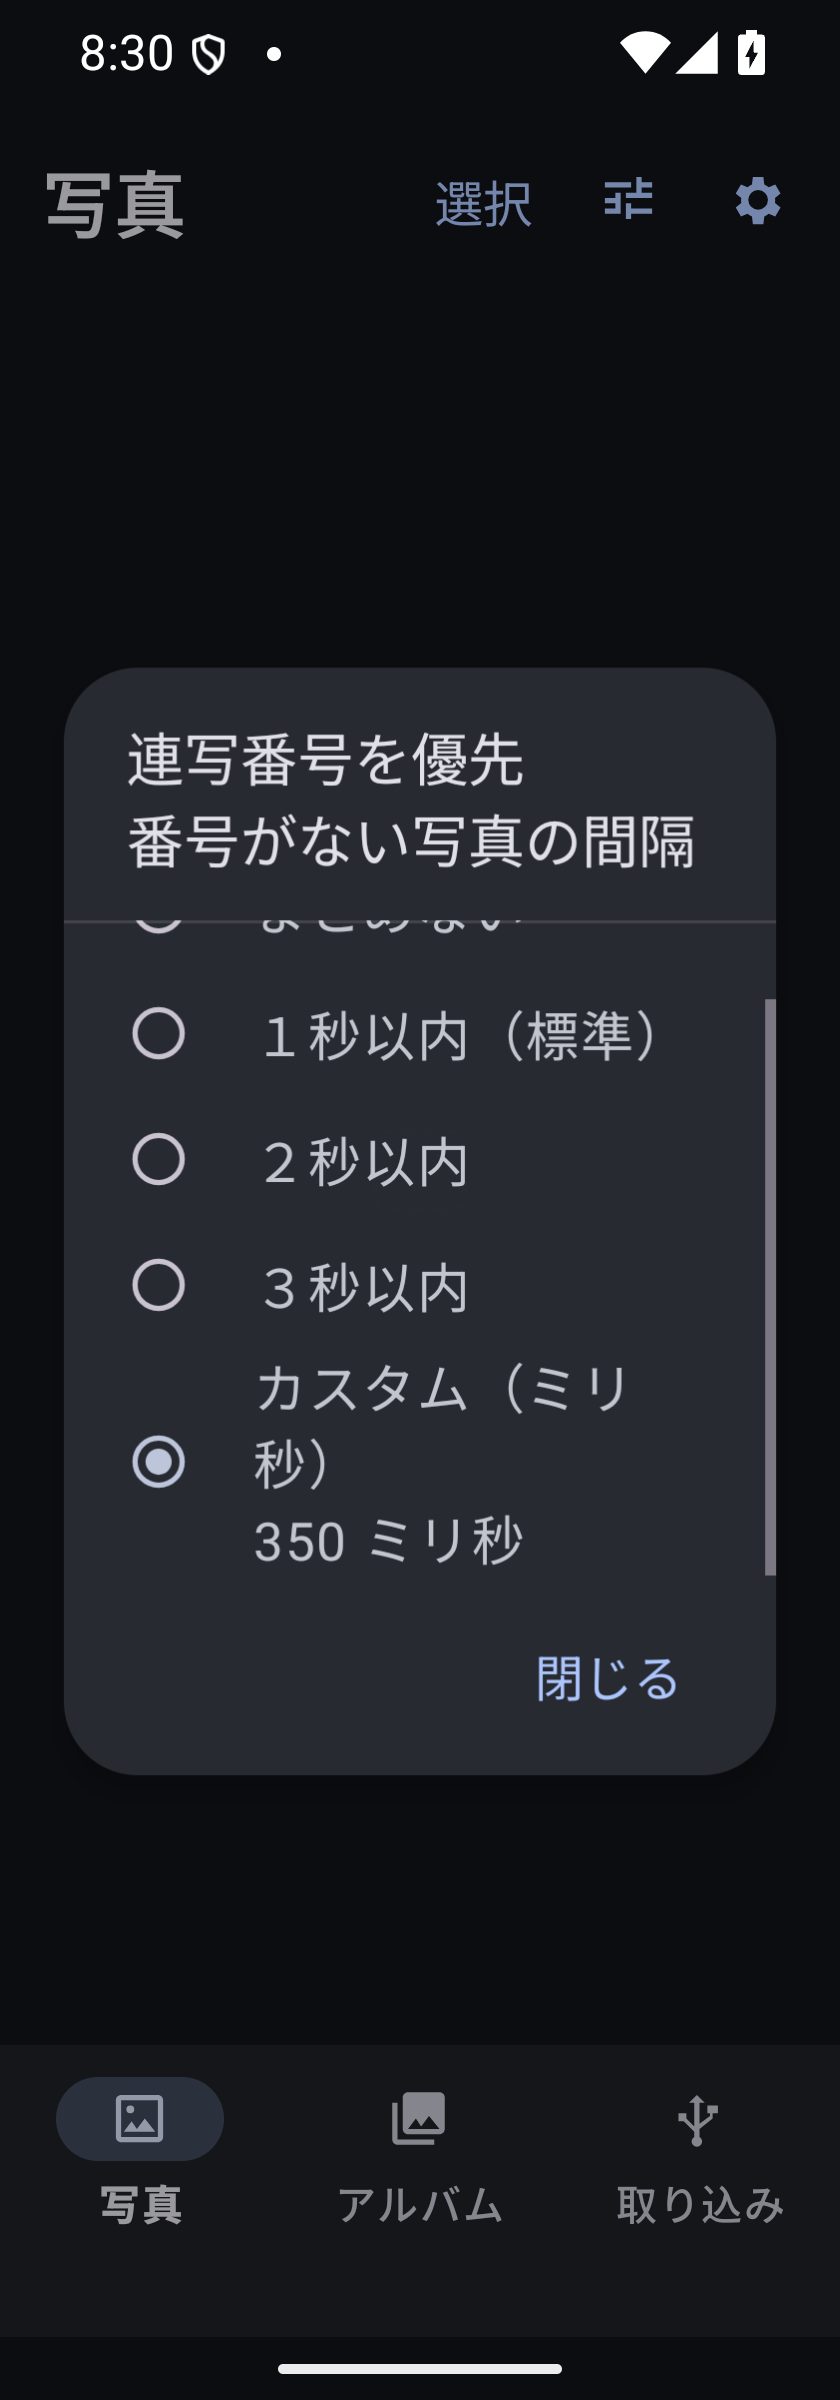 8:30
写真
選択
連写番号を優先
番号がない写真の間隔
１秒以内（標準）
２秒以内
３秒以内
カスタム（ミリ
秒）
350 ミリ秒
閉じる
写真
アルバム
取り込み